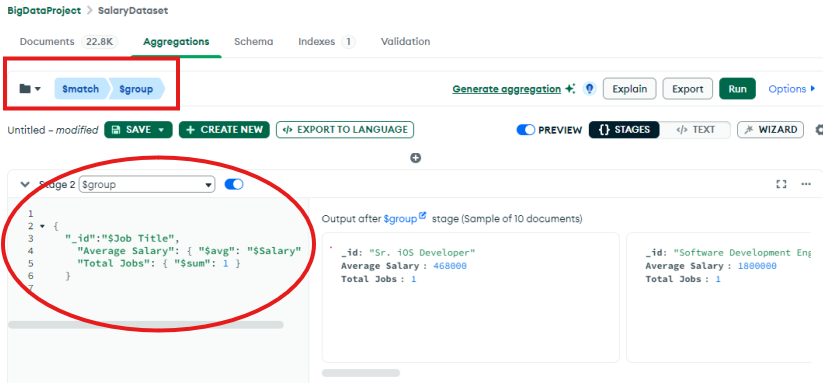 BigDataProject > SalaryDataset
Documents 22.8K Aggregations Schema Indexes 1 Validation
$match $group Generate aggregation Explain Export Run Options
Untitled – modified SAVE + CREATE NEW </> EXPORT TO LANGUAGE PREVIEW {} STAGES </> TEXT WIZARD
Stage 2 $group
Output after $group stage (Sample of 10 documents)
1
2 {
3 "_id":"$Job Title",
4 "Average Salary": { "$avg": "$Salary"
5 "Total Jobs": { "$sum": 1 }
6 }
7
_id: "Sr. iOS Developer"
Average Salary : 468000
Total Jobs : 1
_id: "Software Development Eng
Average Salary : 1800000
Total Jobs : 1